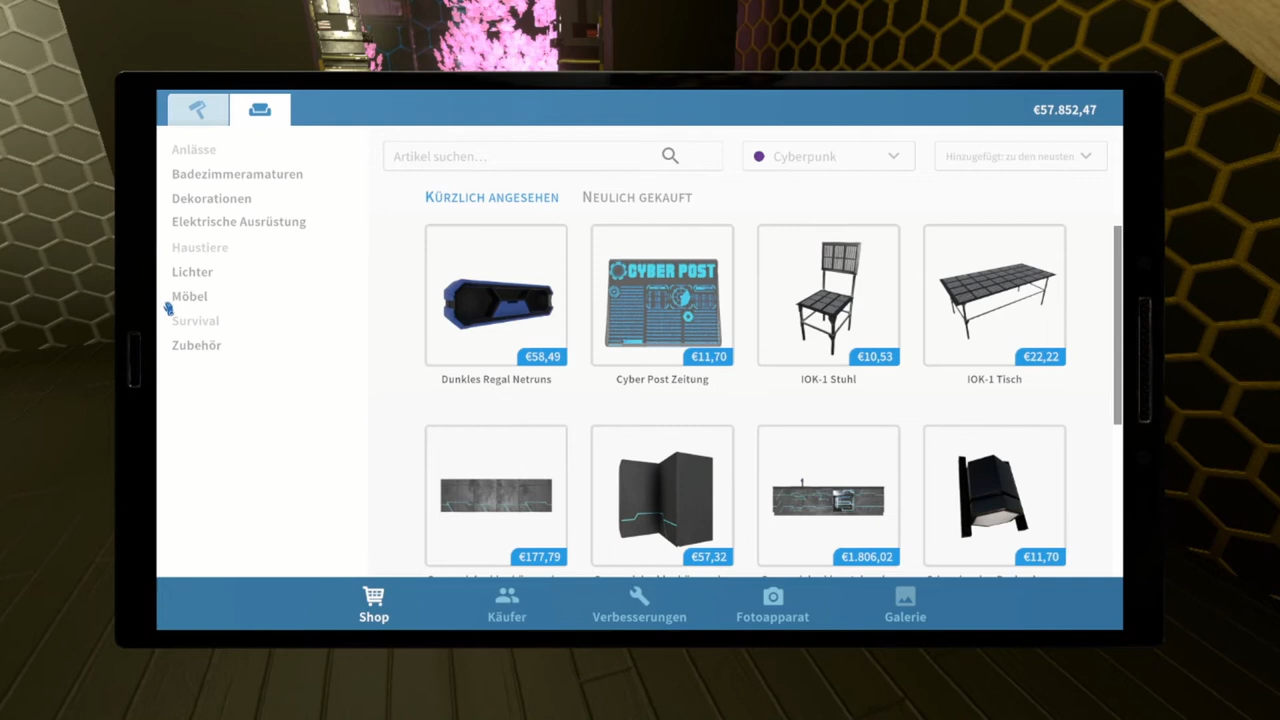 €57.852,47
Anlässe
Badezimmeramaturen
Dekorationen
Elektrische Ausrüstung
Haustiere
Lichter
Möbel
Survival
Zubehör
Artikel suchen...
Cyberpunk
Hinzugefügt: zu den neusten
KÜRZLICH ANGESEHEN
NEULICH GEKAUFT
CYBER POST
€58,49
€11,70
€10,53
€22,22
Dunkles Regal Netruns
Cyber Post Zeitung
IOK-1 Stuhl
IOK-1 Tisch
€177,79
€57,32
€1.806,02
€11,70
Shop
Käufer
Verbesserungen
Fotoapparat
Galerie